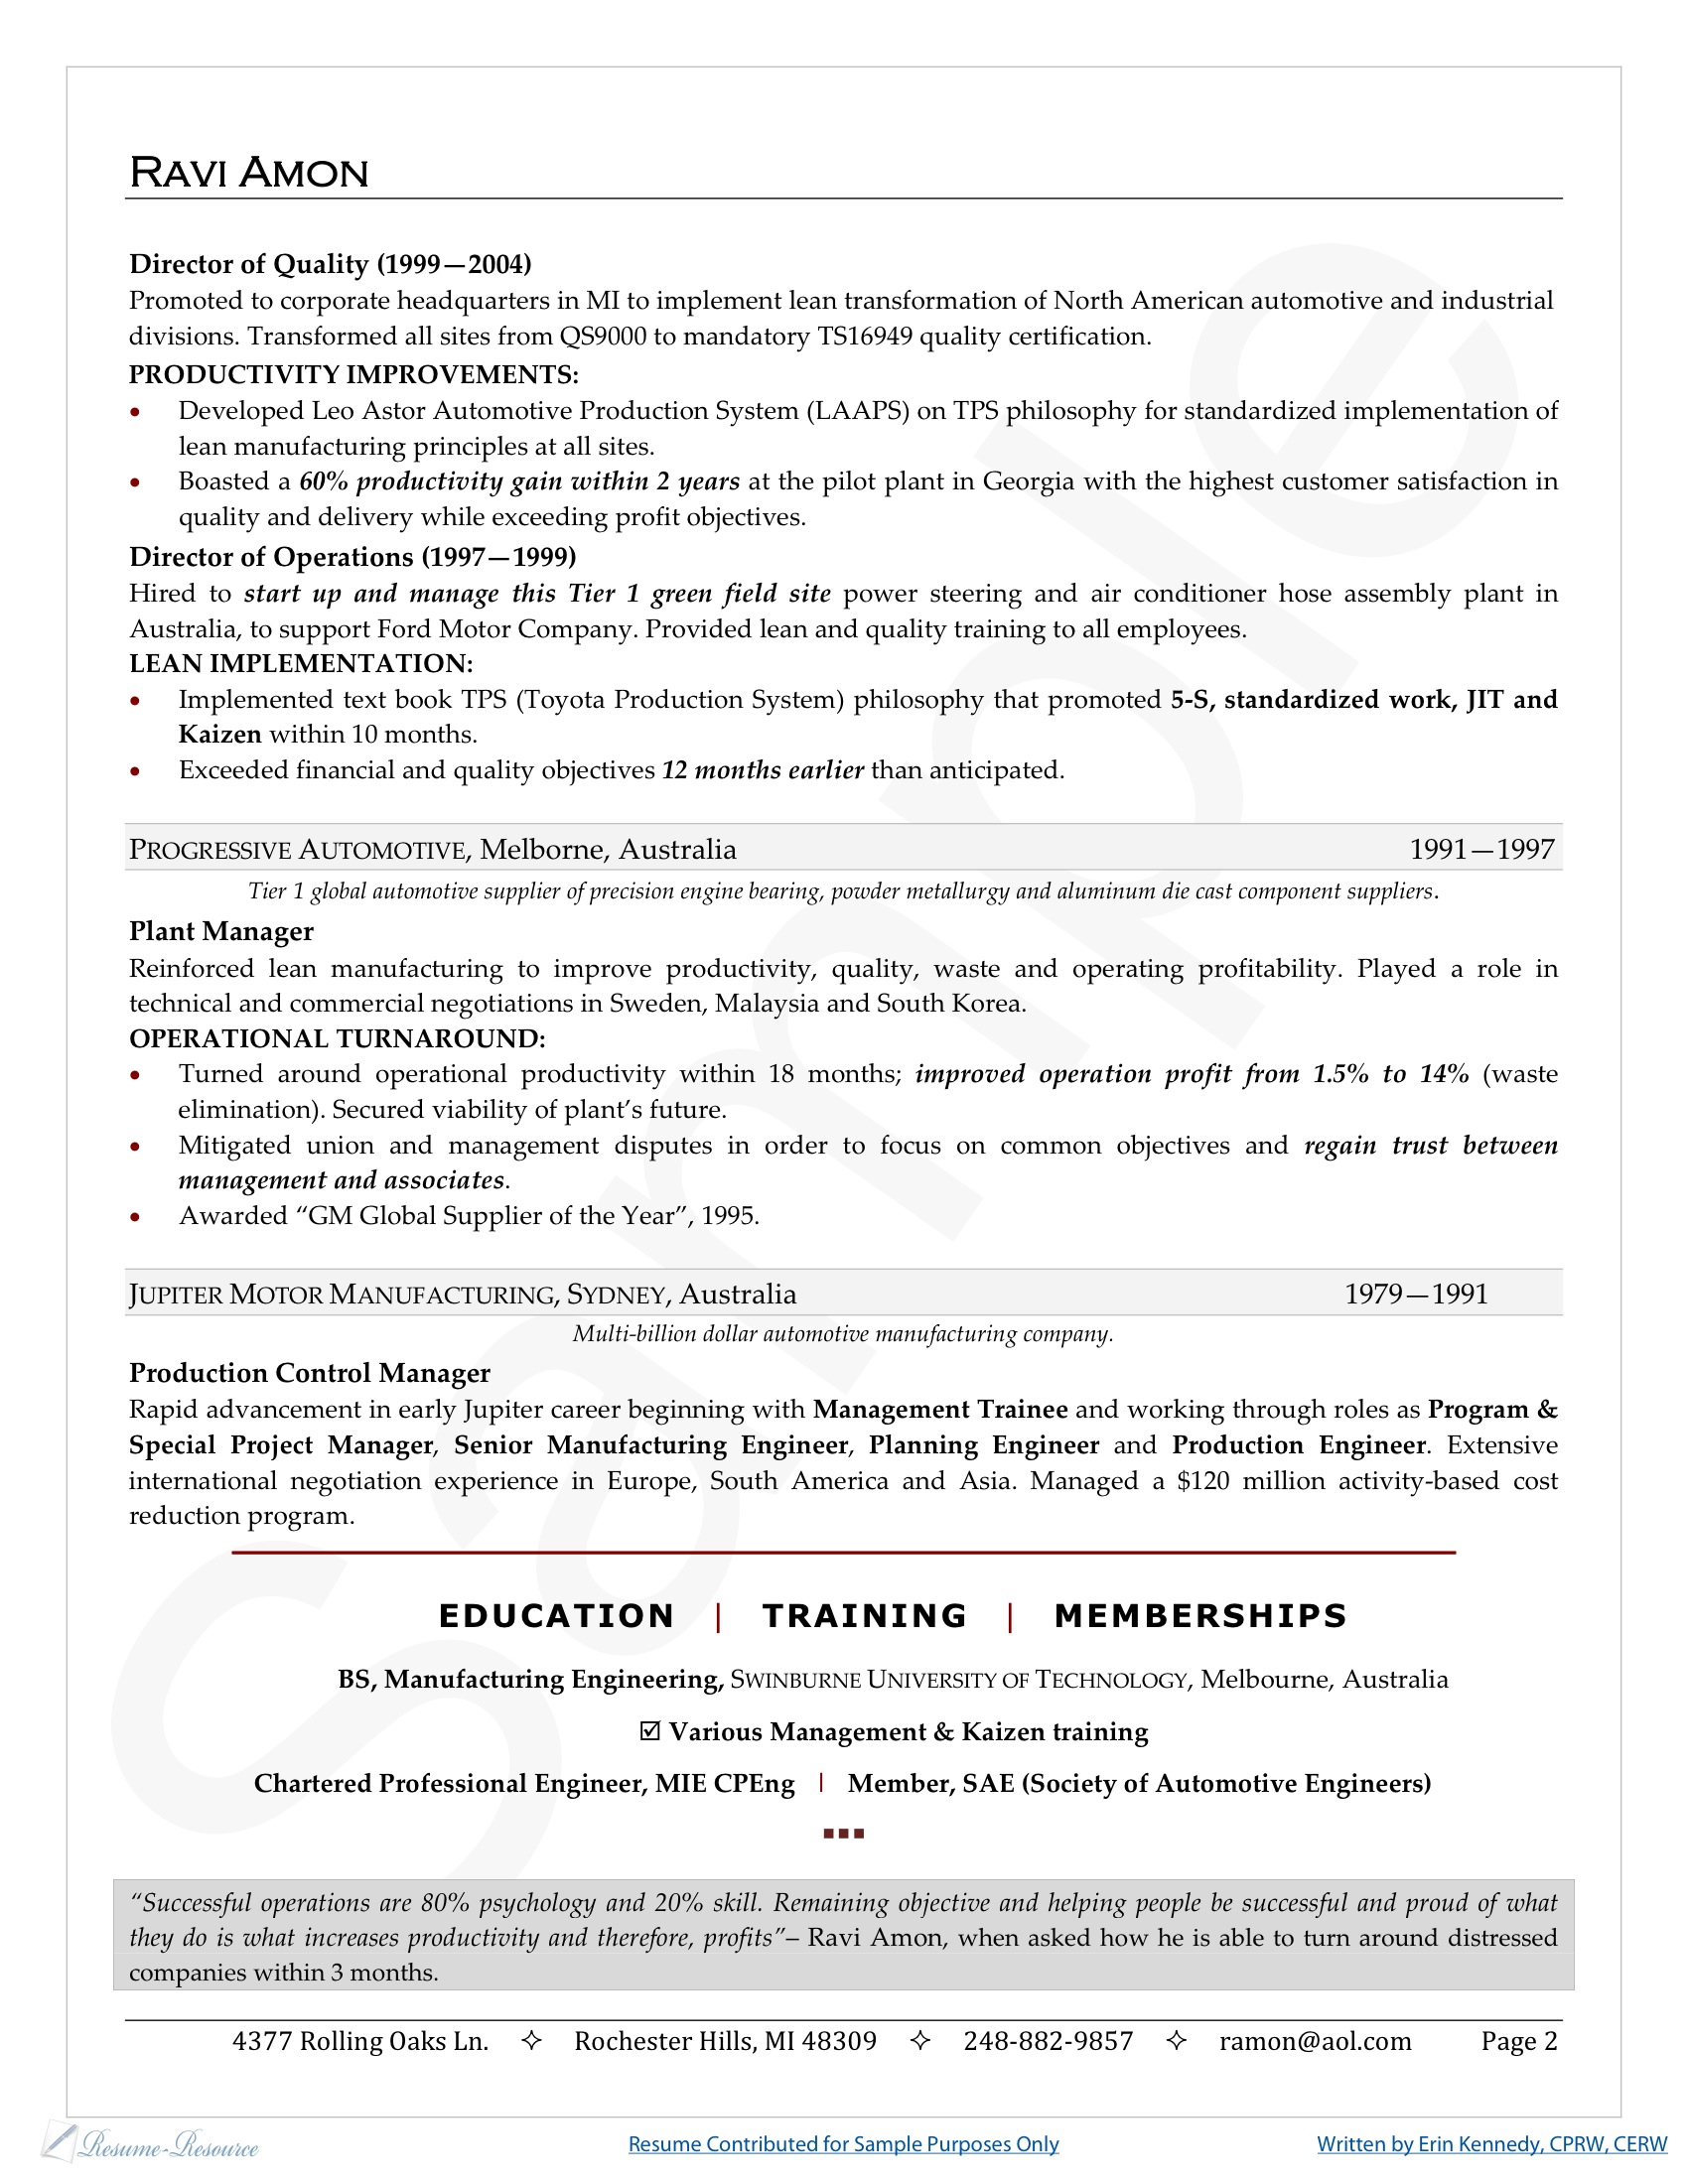 RAVI AMON
Director of Quality (1999—2004)
Promoted to corporate headquarters in MI to implement lean transformation of North American automotive and industrial
divisions. Transformed all sites from QS9000 to mandatory TS16949 quality certification.
PRODUCTIVITY IMPROVEMENTS:
• Developed Leo Astor Automotive Production System (LAAPS) on TPS philosophy for standardized implementation of
lean manufacturing principles at all sites.
• Boasted a 60% productivity gain within 2 years at the pilot plant in Georgia with the highest customer satisfaction in
quality and delivery while exceeding profit objectives.
Director of Operations (1997—1999)
Hired to start up and manage this Tier 1 green field site power steering and air conditioner hose assembly plant in
Australia, to support Ford Motor Company. Provided lean and quality training to all employees.
LEAN IMPLEMENTATION:
• Implemented text book TPS (Toyota Production System) philosophy that promoted 5-S, standardized work, JIT and
Kaizen within 10 months.
• Exceeded financial and quality objectives 12 months earlier than anticipated.
PROGRESSIVE AUTOMOTIVE, Melborne, Australia 1991—1997
Tier 1 global automotive supplier of precision engine bearing, powder metallurgy and aluminum die cast component suppliers.
Plant Manager
Reinforced lean manufacturing to improve productivity, quality, waste and operating profitability. Played a role in
technical and commercial negotiations in Sweden, Malaysia and South Korea.
OPERATIONAL TURNAROUND:
• Turned around operational productivity within 18 months; improved operation profit from 1.5% to 14% (waste
elimination). Secured viability of plant’s future.
• Mitigated union and management disputes in order to focus on common objectives and regain trust between
management and associates.
• Awarded “GM Global Supplier of the Year”, 1995.
JUPITER MOTOR MANUFACTURING, SYDNEY, Australia 1979—1991
Multi-billion dollar automotive manufacturing company.
Production Control Manager
Rapid advancement in early Jupiter career beginning with Management Trainee and working through roles as Program &
Special Project Manager, Senior Manufacturing Engineer, Planning Engineer and Production Engineer. Extensive
international negotiation experience in Europe, South America and Asia. Managed a $120 million activity-based cost
reduction program.
EDUCATION | TRAINING | MEMBERSHIPS
BS, Manufacturing Engineering, SWINBURNE UNIVERSITY OF TECHNOLOGY, Melbourne, Australia
☑ Various Management & Kaizen training
Chartered Professional Engineer, MIE CPEng | Member, SAE (Society of Automotive Engineers)
“Successful operations are 80% psychology and 20% skill. Remaining objective and helping people be successful and proud of what
they do is what increases productivity and therefore, profits”– Ravi Amon, when asked how he is able to turn around distressed
companies within 3 months.
4377 Rolling Oaks Ln. ✧ Rochester Hills, MI 48309 ✧ 248-882-9857 ✧ ramon@aol.com Page 2
Resume-Resource Resume Contributed for Sample Purposes Only Written by Erin Kennedy, CPRW, CERW
Sample